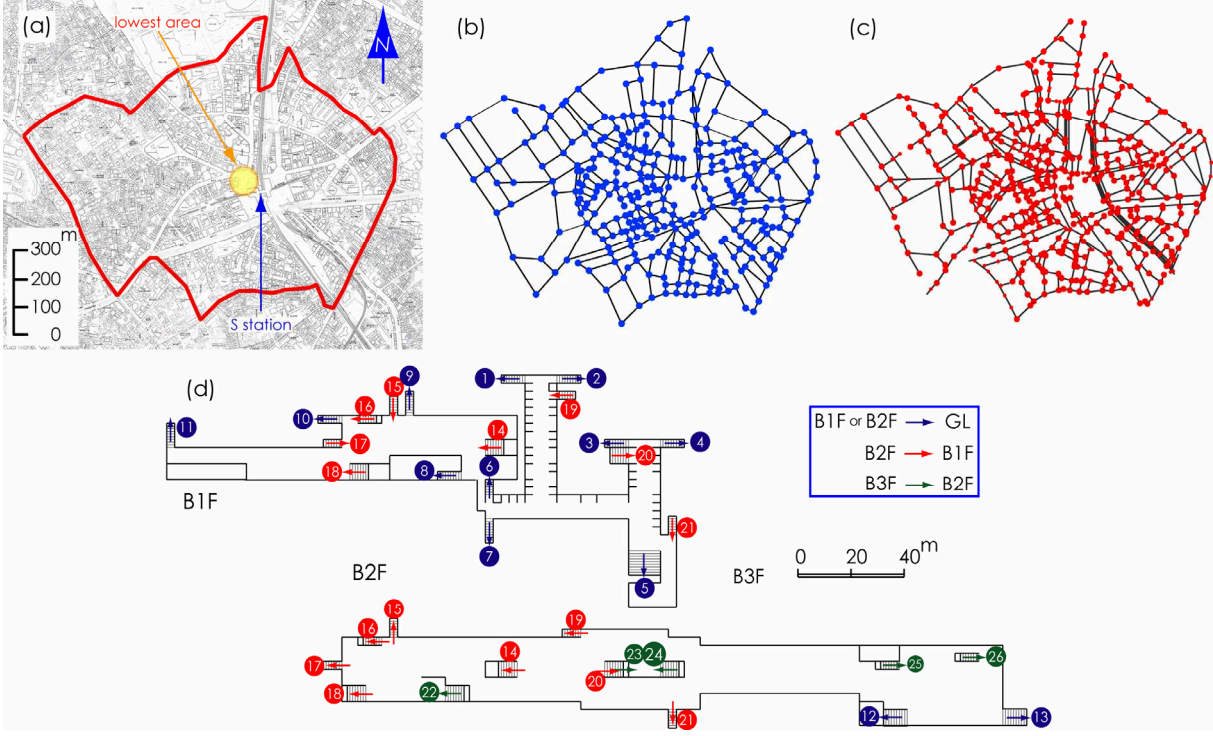 (a)
lowest area
N
300 m
200
100
0
S station
(b)
(c)
(d)
9
15
1
2
11
10
16
19
14
17
3
4
20
18
8
6
B1F
21
7
5
B1F or B2F → GL
B2F → B1F
B3F → B2F
B2F
B3F
0 20 40 m
15
19
16
14
23
24
17
20
25
26
18
22
21
12
13